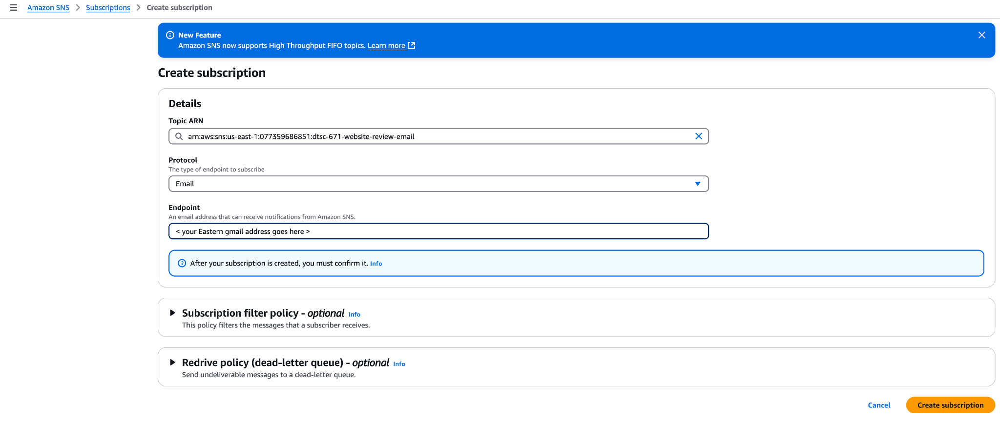 Amazon SNS > Subscriptions > Create subscription
New Feature
Amazon SNS now supports High Throughput FIFO topics. Learn more
Create subscription
Details
Topic ARN
arn:aws:sns:us-east-1:077359686851:dtsc-671-website-review-email
Protocol
The type of endpoint to subscribe
Email
Endpoint
An email address that can receive notifications from Amazon SNS.
< your Eastern gmail address goes here >
After your subscription is created, you must confirm it. Info
Subscription filter policy - optional Info
This policy filters the messages that a subscriber receives.
Redrive policy (dead-letter queue) - optional Info
Send undeliverable messages to a dead-letter queue.
Cancel Create subscription